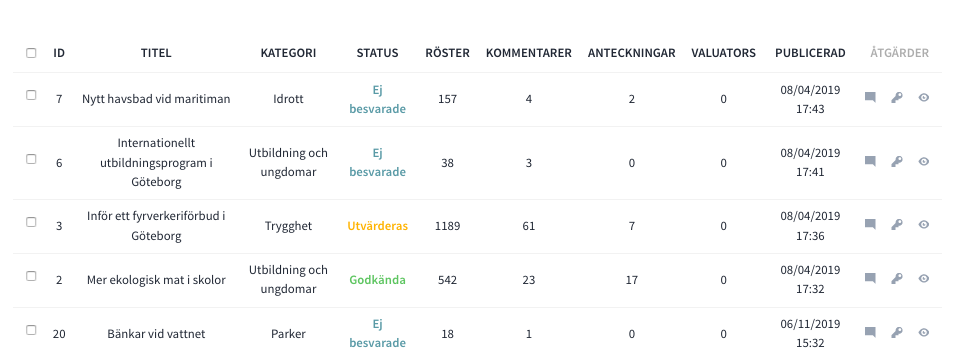 ID TITEL KATEGORI STATUS RÖSTER KOMMENTARER ANTECKNINGAR VALUATORS PUBLICERAD ÅTGÄRDER
7 Nytt havsbad vid maritiman Idrott Ej besvarade 157 4 2 0 08/04/2019 17:43
6 Internationellt utbildningsprogram i Göteborg Utbildning och ungdomar Ej besvarade 38 3 0 0 08/04/2019 17:41
3 Inför ett fyrverkeriförbud i Göteborg Trygghet Utvärderas 1189 61 7 0 08/04/2019 17:36
2 Mer ekologisk mat i skolor Utbildning och ungdomar Godkända 542 23 17 0 08/04/2019 17:32
20 Bänkar vid vattnet Parker Ej besvarade 18 1 0 0 06/11/2019 15:32